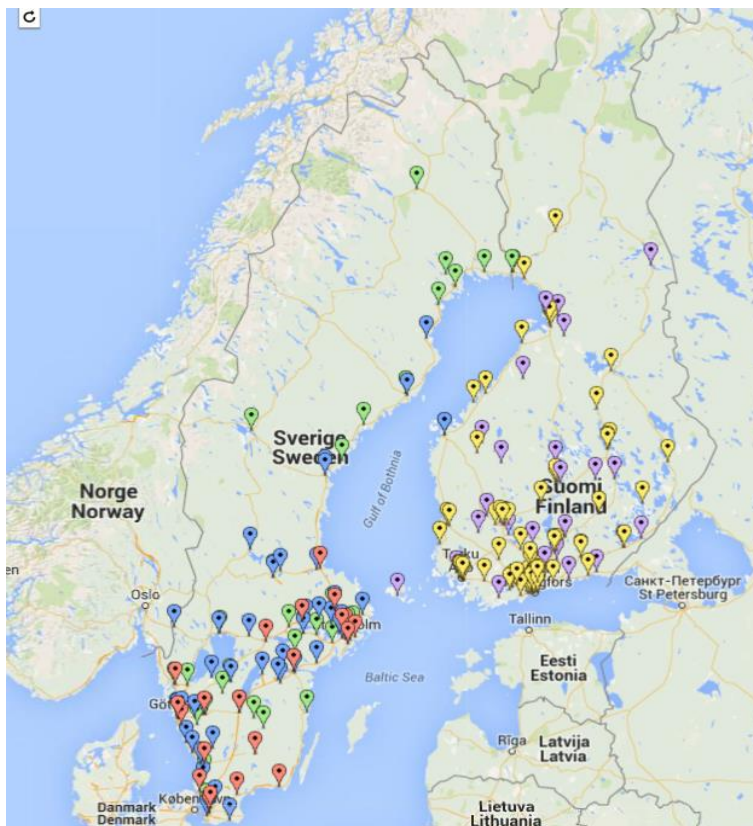 Sverige
Sweden
Gulf of Bothnia
Norge
Norway
Suomi
Finland
Oslo
Turku
Санкт-Петербург
St Petersburg
Tallinn
Baltic Sea
Eesti
Estonia
Rīga
Latvija
Latvia
København
Danmark
Denmark
Lietuva
Lithuania